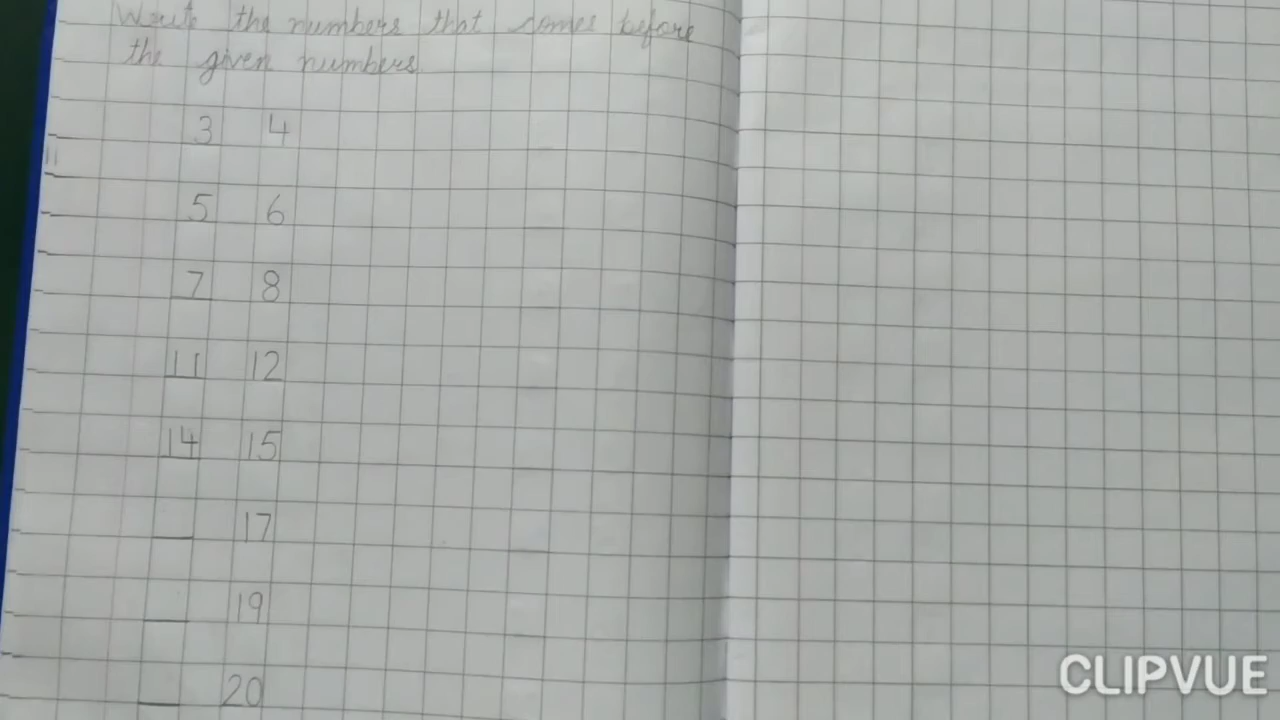 Write the numbers that comes before
the given numbers
3 4
5 6
7 8
11 12
14 15
_ 17
_ 19
_ 20
CLIPVUE